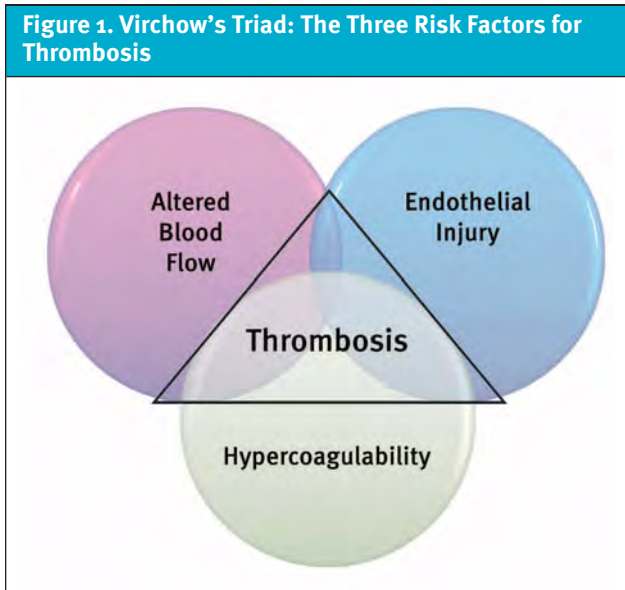 Figure 1. Virchow's Triad: The Three Risk Factors for
Thrombosis
Altered
Blood
Flow
Endothelial
Injury
Thrombosis
Hypercoagulability